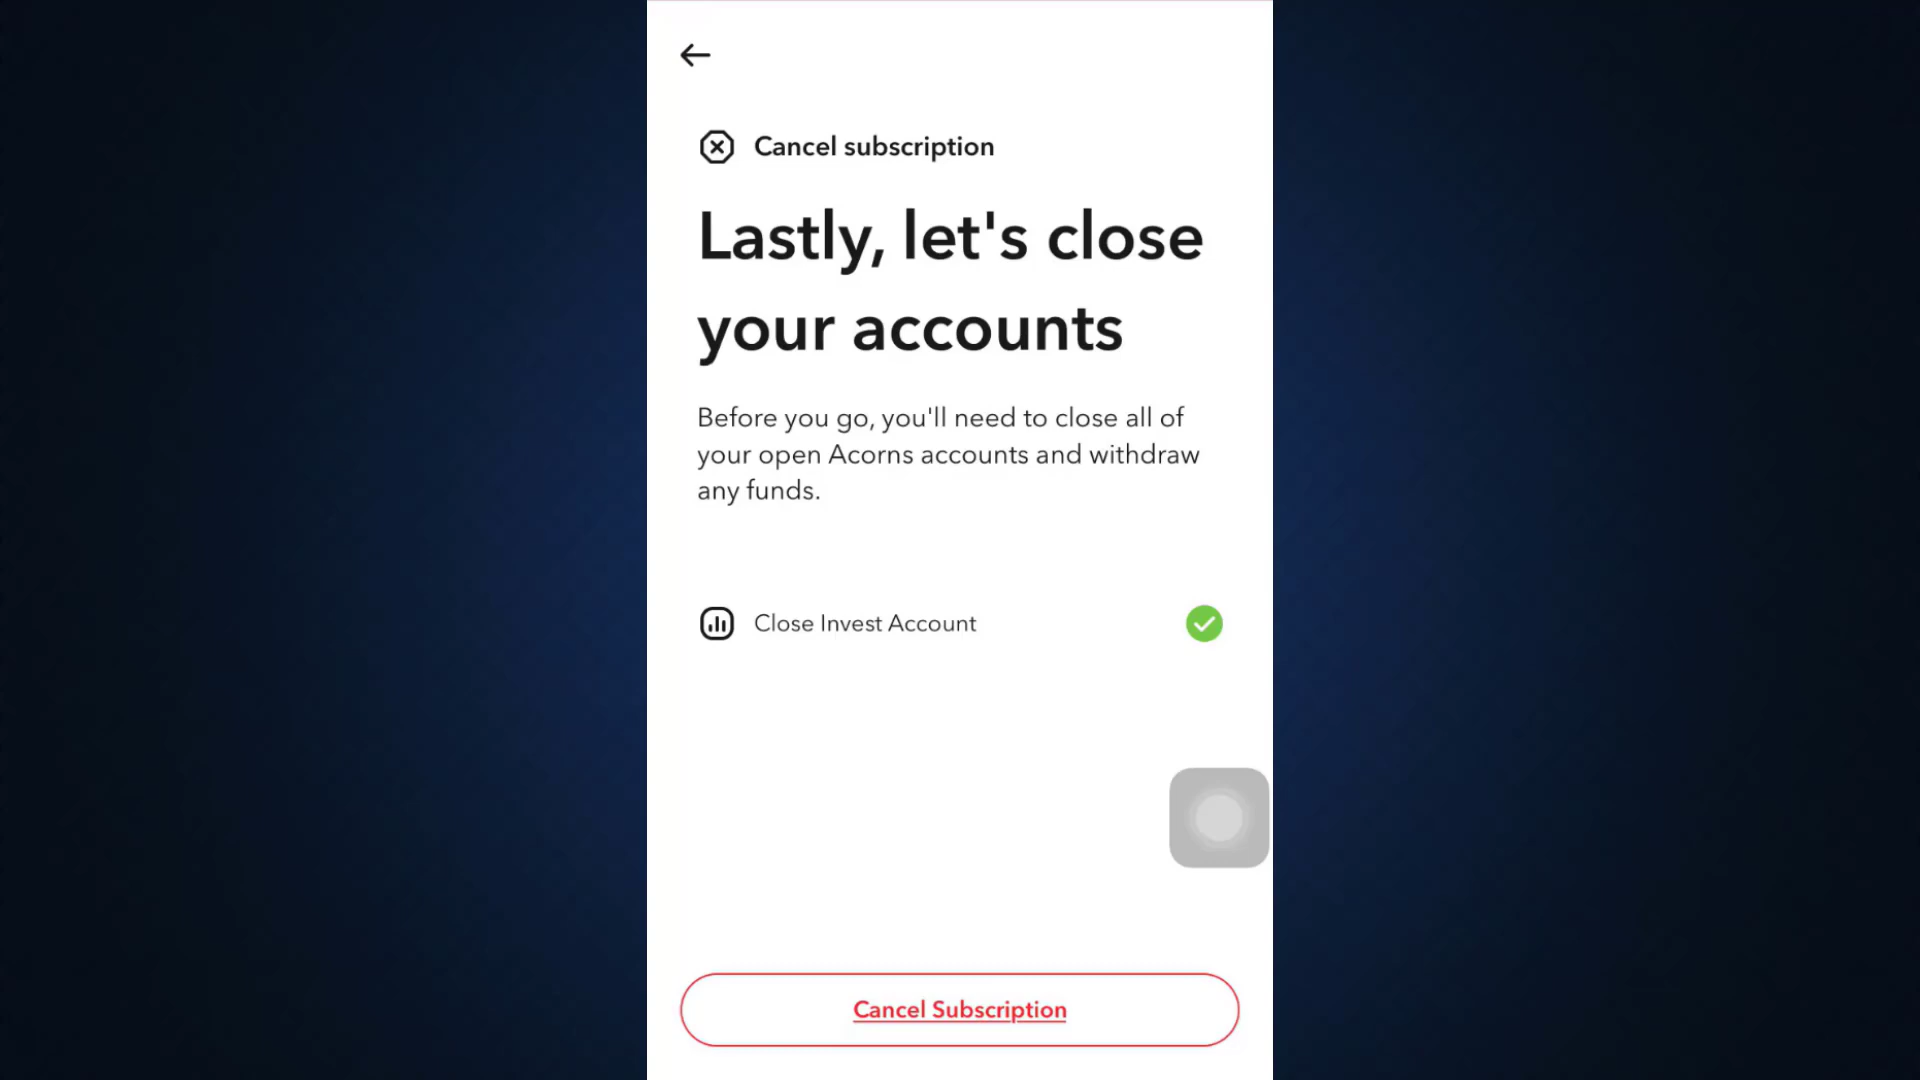 Cancel subscription
Lastly, let's close
your accounts
Before you go, you'll need to close all of
your open Acorns accounts and withdraw
any funds.
Close Invest Account
Cancel Subscription